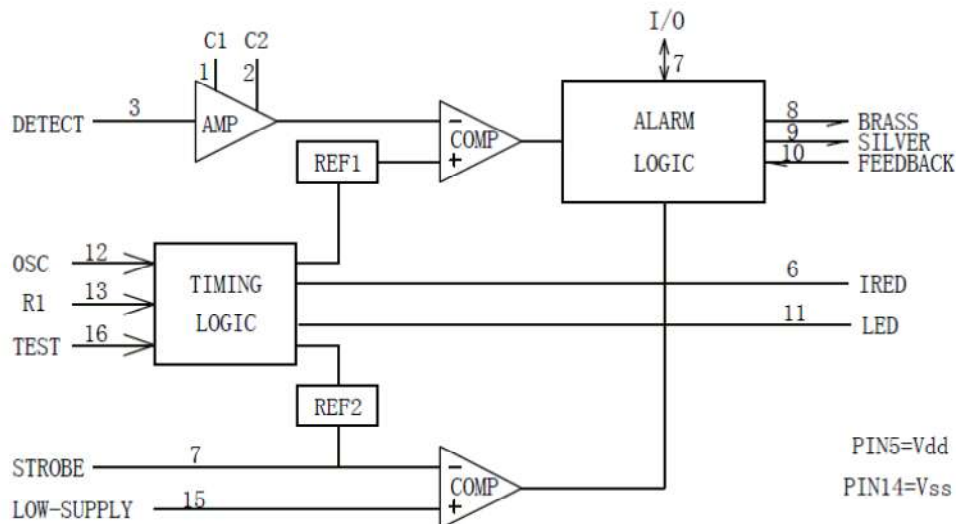 I/O
C1 C2
1 2 7
DETECT 3 AMP COMP ALARM LOGIC 8 BRASS
- +
9 SILVER
10 FEEDBACK
REF1
OSC 12 TIMING LOGIC 6 IRED
R1 13
TEST 16 11 LED
REF2
STROBE 7 - COMP PIN5=Vdd
LOW-SUPPLY 15 + PIN14=Vss